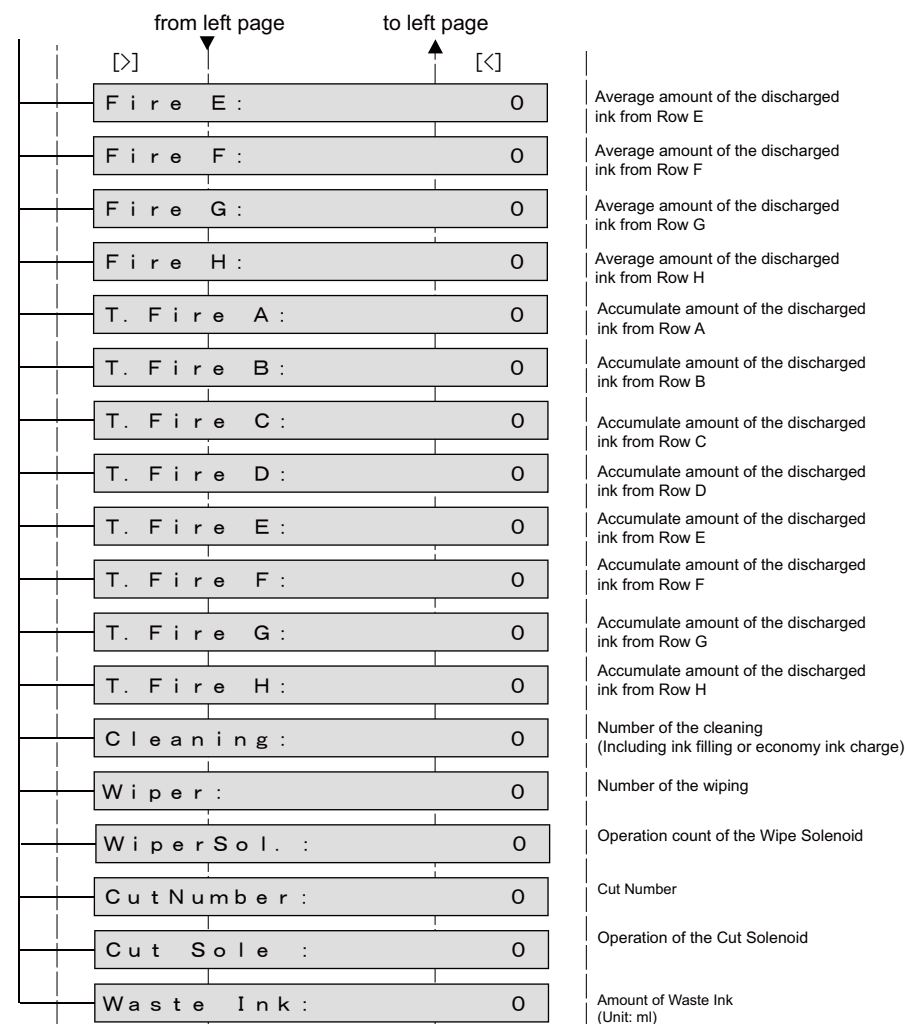 from left page to left page
[>] [<]
Fire E: 0
Average amount of the discharged
ink from Row E
Fire F: 0
Average amount of the discharged
ink from Row F
Fire G: 0
Average amount of the discharged
ink from Row G
Fire H: 0
Average amount of the discharged
ink from Row H
T. Fire A: 0
Accumulate amount of the discharged
ink from Row A
T. Fire B: 0
Accumulate amount of the discharged
ink from Row B
T. Fire C: 0
Accumulate amount of the discharged
ink from Row C
T. Fire D: 0
Accumulate amount of the discharged
ink from Row D
T. Fire E: 0
Accumulate amount of the discharged
ink from Row E
T. Fire F: 0
Accumulate amount of the discharged
ink from Row F
T. Fire G: 0
Accumulate amount of the discharged
ink from Row G
T. Fire H: 0
Accumulate amount of the discharged
ink from Row H
Cleaning: 0
Number of the cleaning
(Including ink filling or economy ink charge)
Wiper: 0
Number of the wiping
WiperSol. : 0
Operation count of the Wipe Solenoid
CutNumber: 0
Cut Number
Cut Sole : 0
Operation of the Cut Solenoid
Waste Ink: 0
Amount of Waste Ink
(Unit: ml)